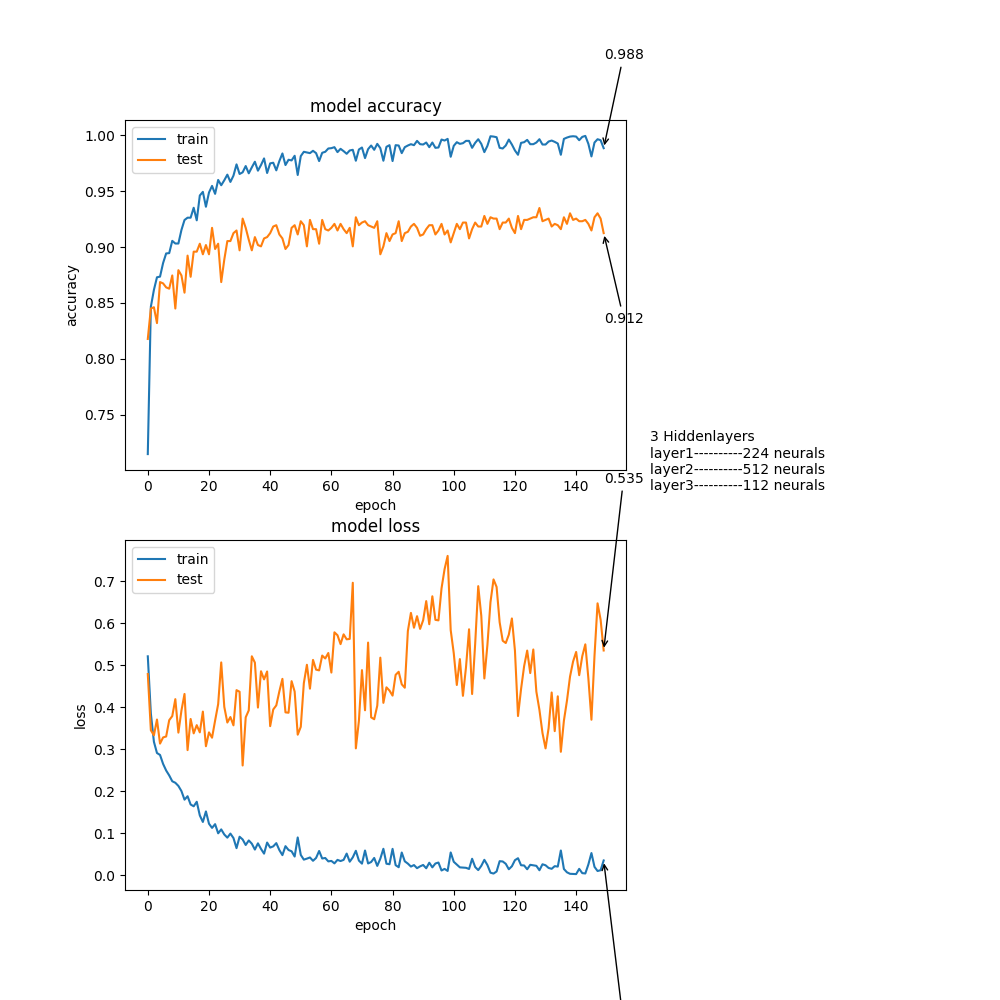 0.988
model accuracy
train
test
1.00
0.95
0.90
0.85
0.80
0.75
accuracy
0 20 40 60 80 100 120 140
epoch
0.912
3 Hiddenlayers
layer1----------224 neurals
layer2----------512 neurals
layer3----------112 neurals
0.535
model loss
train
test
0.7
0.6
0.5
0.4
0.3
0.2
0.1
0.0
loss
0 20 40 60 80 100 120 140
epoch